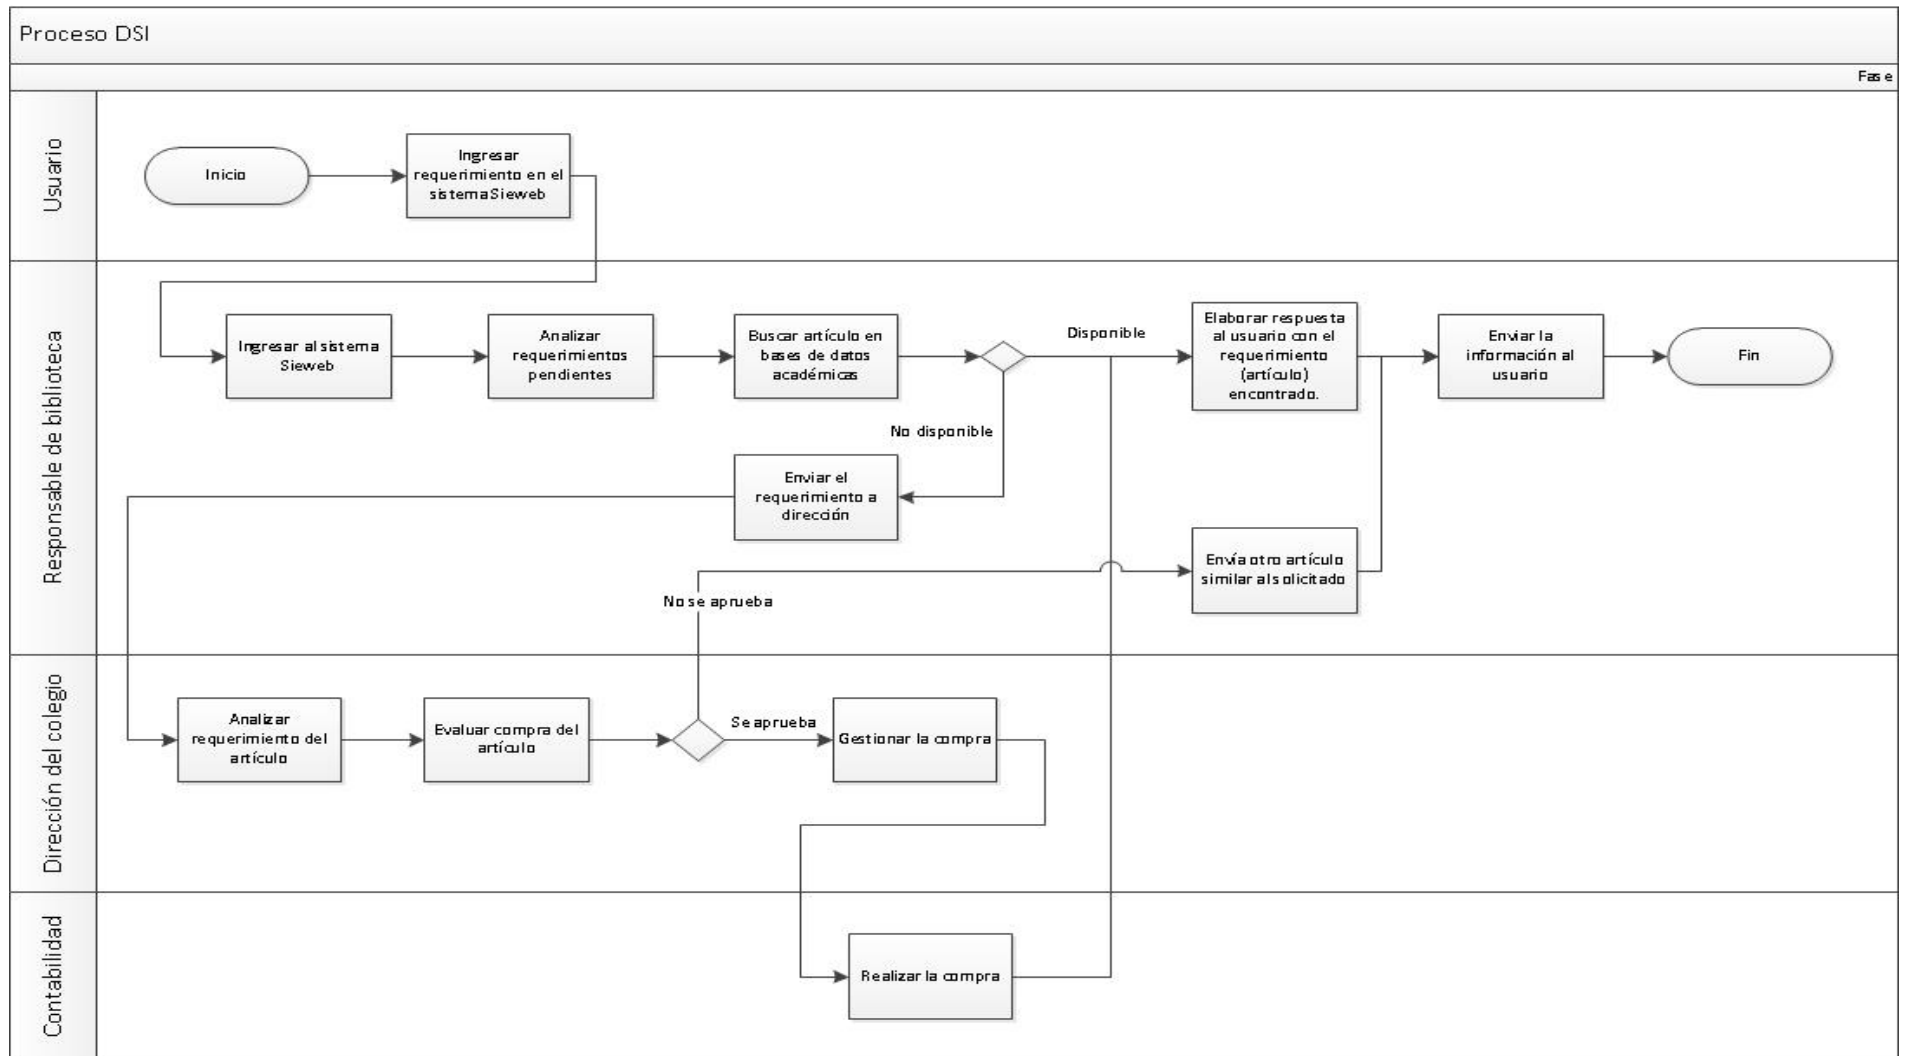 Proceso DSI
Fase
Usuario
Inicio
Ingresar
requerimiento en el
sistema Sieweb
Responsable de biblioteca
Ingresar al sistema
Sieweb
Analizar
requerimientos
pendientes
Buscar artículo en
bases de datos
académicas
Disponible
No disponible
Elaborar respuesta
al usuario con el
requerimiento
(artículo)
encontrado.
Enviar la
información al
usuario
Fin
Enviar el
requerimiento a
dirección
Envía otro artículo
similar al solicitado
No se aprueba
Dirección del colegio
Analizar
requerimiento del
artículo
Evaluar compra del
artículo
Se aprueba
Gestionar la compra
Contabilidad
Realizar la compra